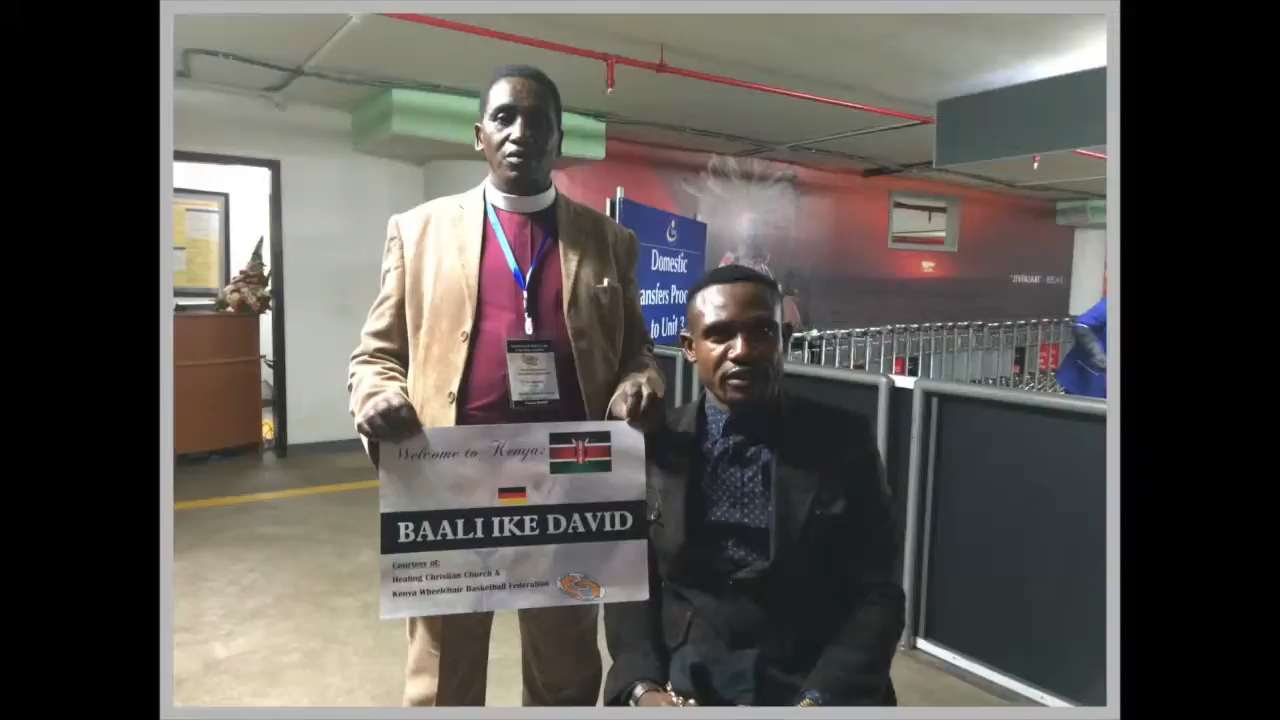 Domestic
ansfers Proc
to Unit 3
Welcome to Kenya:
BAALI IKE DAVID
Courtesy of:
Healing Christian Church &
Kenya Wheelchair Basketball Federation